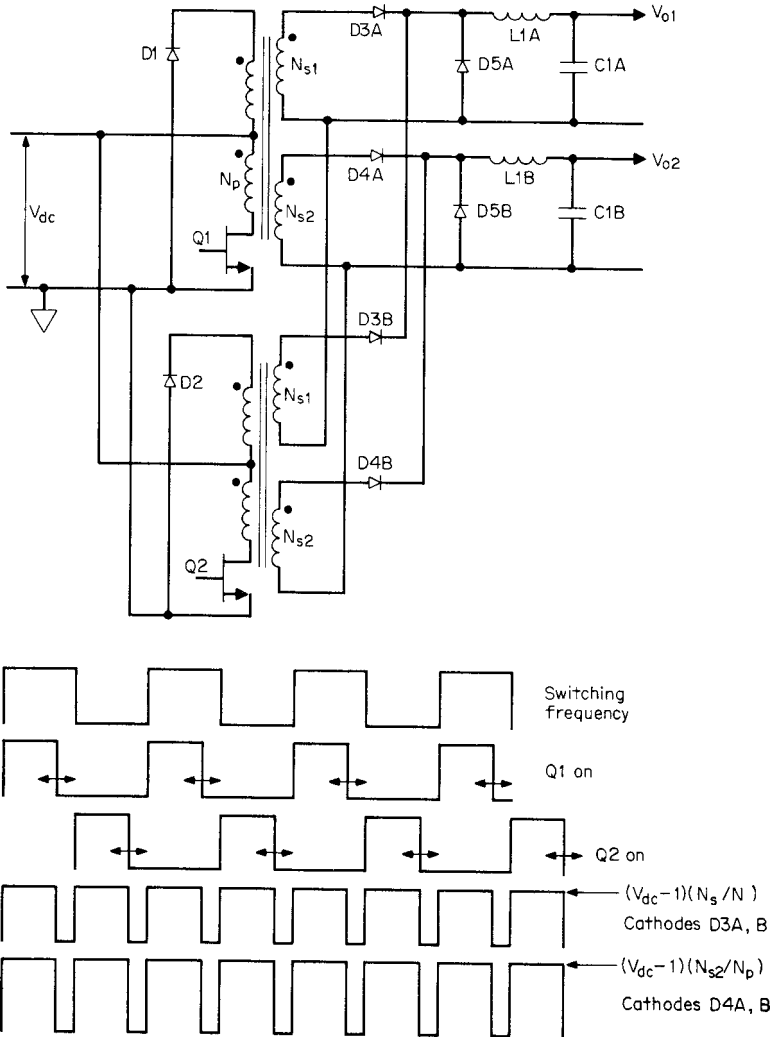 D3A
Vo1
L1A
D1
Ns1
D5A
C1A
D4A
Vo2
Np
L1B
Vdc
Ns2
D5B
C1B
Q1
D3B
D2
Ns1
D4B
Ns2
Q2
Switching
frequency
Q1 on
Q2 on
(Vdc−1)(Ns/N)
Cathodes D3A, B
(Vdc−1)(Ns2/Np)
Cathodes D4A, B